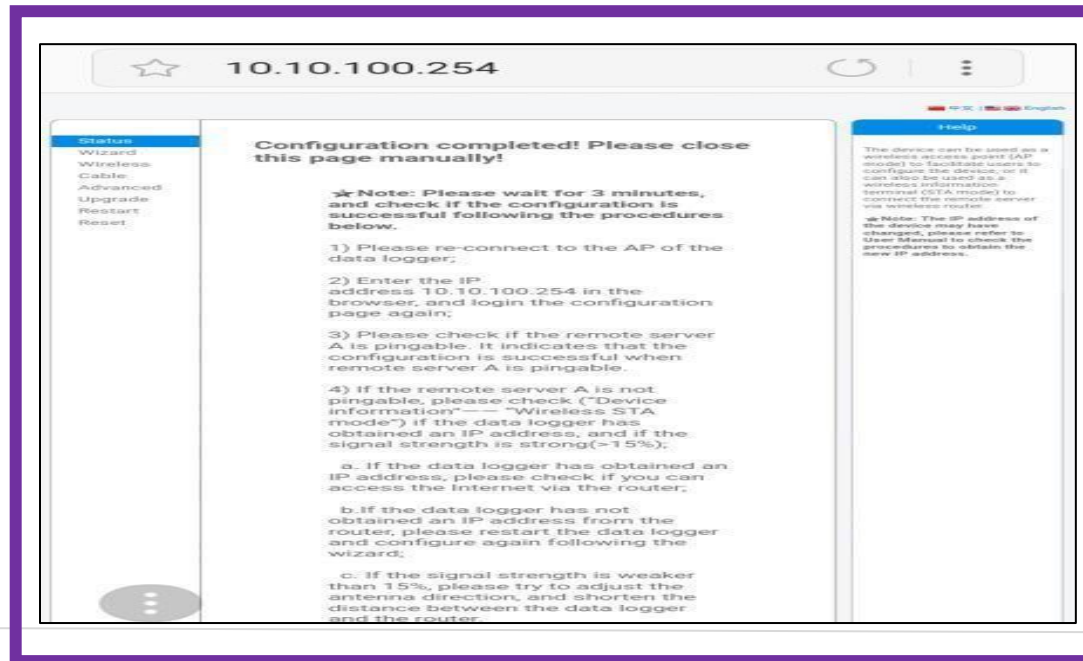 10.10.100.254
中文 | English
Status
Wizard
Wireless
Cable
Advanced
Upgrade
Restart
Reset
Configuration completed! Please close
this page manually!
★Note: Please wait for 3 minutes,
and check if the configuration is
successful following the procedures
below.
1) Please re-connect to the AP of the
data logger;
2) Enter the IP
address 10.10.100.254 in the
browser, and login the configuration
page again;
3) Please check if the remote server
A is pingable. It indicates that the
configuration is successful when
remote server A is pingable.
4) If the remote server A is not
pingable, please check ("Device
information"—— "Wireless STA
mode") if the data logger has
obtained an IP address, and if the
signal strength is strong(>15%);
a. If the data logger has obtained an
IP address, please check if you can
access the Internet via the router;
b.If the data logger has not
obtained an IP address from the
router, please restart the data logger
and configure again following the
wizard;
c. If the signal strength is weaker
than 15%, please try to adjust the
antenna direction, and shorten the
distance between the data logger
and the router.
Help
The device can be used as a
wireless access point (AP
mode) to facilitate users to
configure the device, or it
can also be used as a
wireless information
terminal (STA mode) to
connect the remote server
via wireless router.
★Note: The IP address of
the device may have
changed, please refer to
User Manual to check the
procedures to obtain the
new IP address.